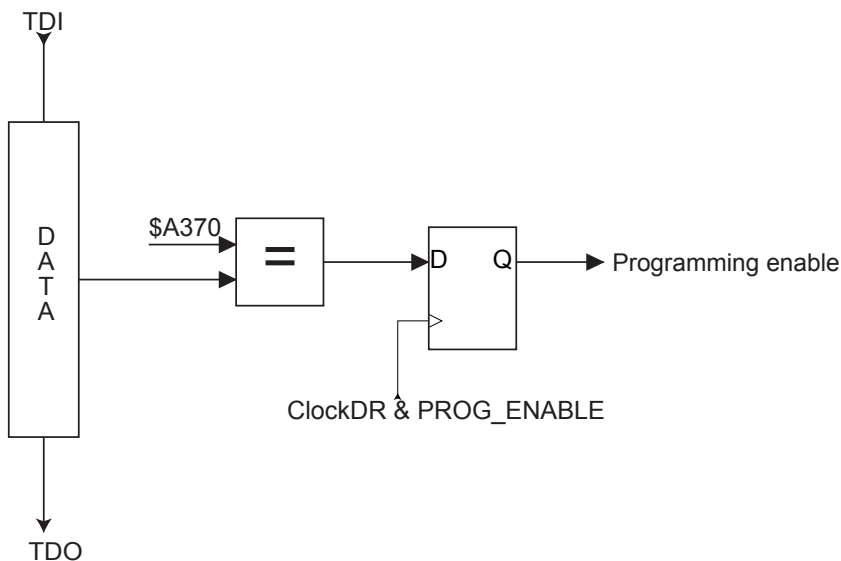 TDI
D
A
T
A
$A370
=
D Q
Programming enable
ClockDR & PROG_ENABLE
TDO